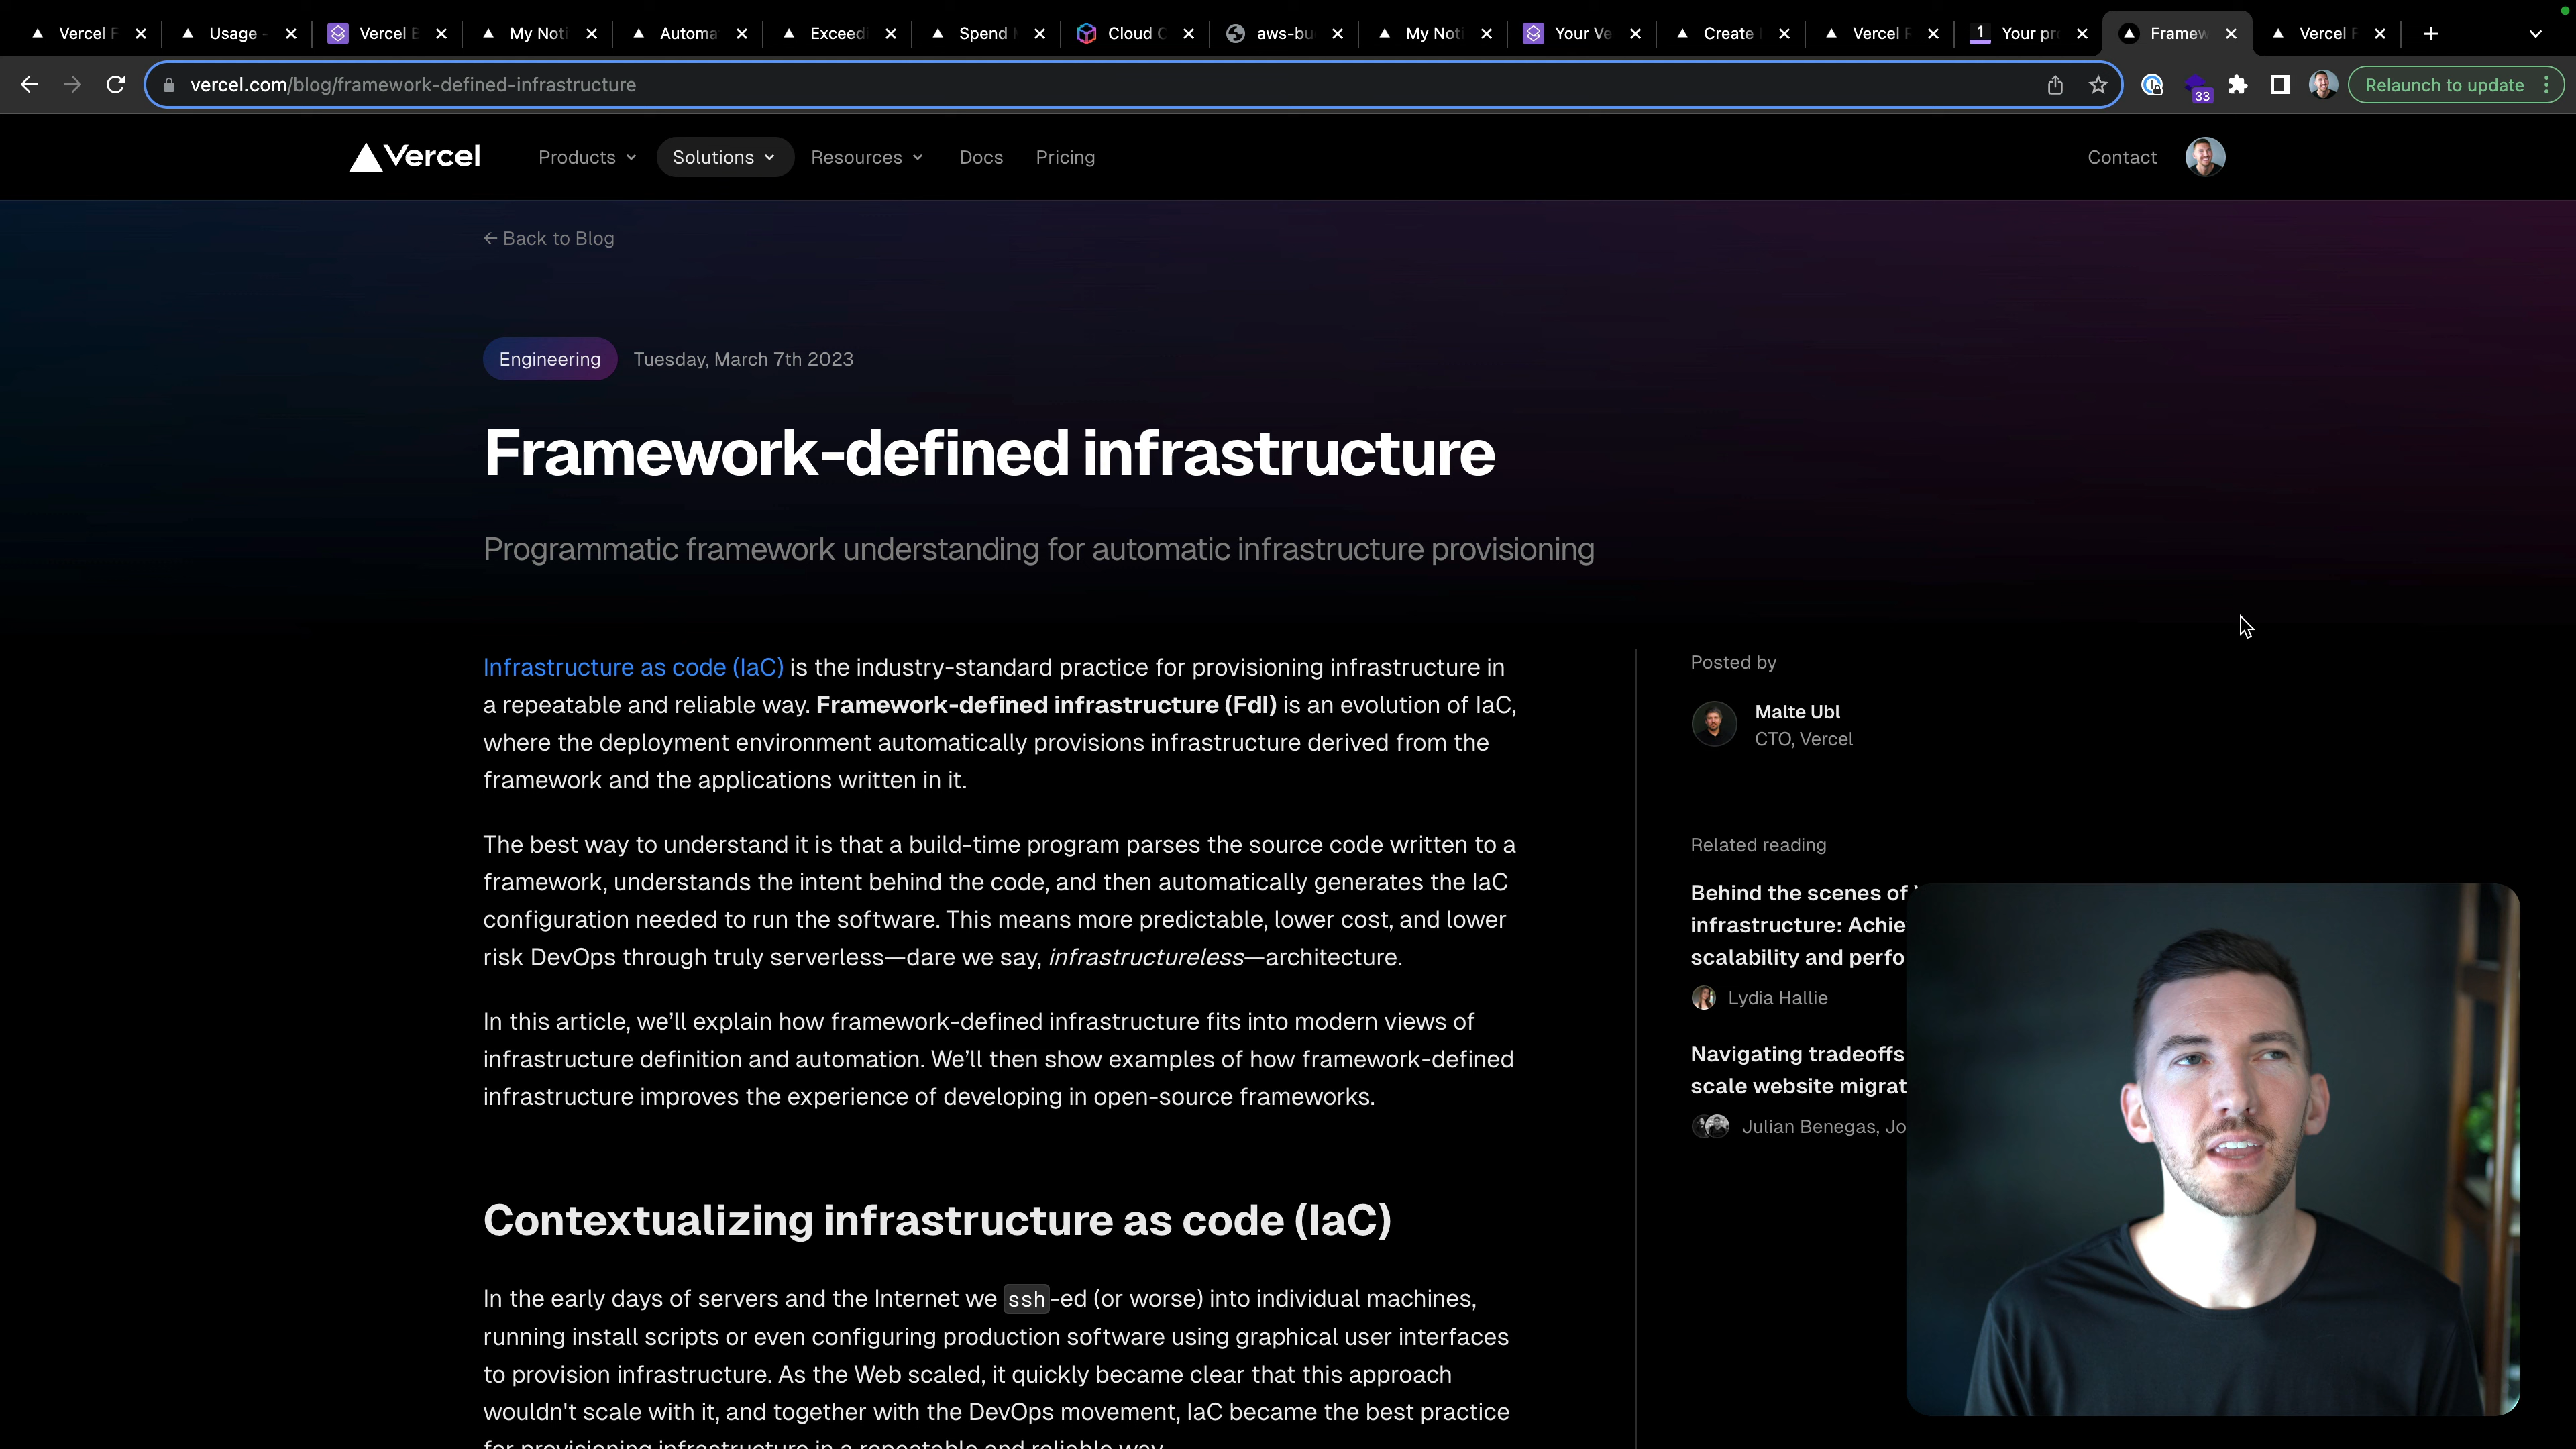 Vercel Usage - Vercel My Noti Automa Exceedi Spend Cloud aws-bu My Noti Your Ve Create Vercel Your pr Framew Vercel
vercel.com/blog/framework-defined-infrastructure
33
Relaunch to update
Vercel Products Solutions Resources Docs Pricing Contact
← Back to Blog
Engineering Tuesday, March 7th 2023
Framework-defined infrastructure
Programmatic framework understanding for automatic infrastructure provisioning
Infrastructure as code (IaC) is the industry-standard practice for provisioning infrastructure in
a repeatable and reliable way. Framework-defined infrastructure (FdI) is an evolution of IaC,
where the deployment environment automatically provisions infrastructure derived from the
framework and the applications written in it.
The best way to understand it is that a build-time program parses the source code written to a
framework, understands the intent behind the code, and then automatically generates the IaC
configuration needed to run the software. This means more predictable, lower cost, and lower
risk DevOps through truly serverless—dare we say, infrastructureless—architecture.
In this article, we’ll explain how framework-defined infrastructure fits into modern views of
infrastructure definition and automation. We’ll then show examples of how framework-defined
infrastructure improves the experience of developing in open-source frameworks.
Contextualizing infrastructure as code (IaC)
In the early days of servers and the Internet we ssh-ed (or worse) into individual machines,
running install scripts or even configuring production software using graphical user interfaces
to provision infrastructure. As the Web scaled, it quickly became clear that this approach
wouldn't scale with it, and together with the DevOps movement, IaC became the best practice
for provisioning infrastructure in a repeatable and reliable way.
Posted by
Malte Ubl
CTO, Vercel
Related reading
Behind the scenes of
infrastructure: Achie
scalability and perfo
Lydia Hallie
Navigating tradeoffs
scale website migrat
Julian Benegas, Jo